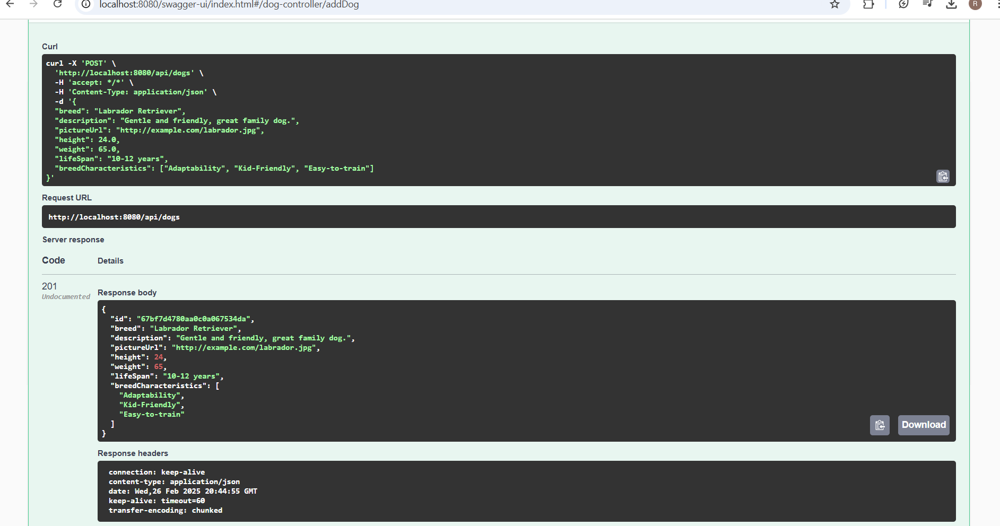 localhost:8080/swagger-ui/index.html#/dog-controller/addDog
R
Curl
curl -X 'POST' \
  'http://localhost:8080/api/dogs' \
  -H 'accept: */*' \
  -H 'Content-Type: application/json' \
  -d '{
  "breed": "Labrador Retriever",
  "description": "Gentle and friendly, great family dog.",
  "pictureUrl": "http://example.com/labrador.jpg",
  "height": 24.0,
  "weight": 65.0,
  "lifeSpan": "10-12 years",
  "breedCharacteristics": ["Adaptability", "Kid-Friendly", "Easy-to-train"]
}'
Request URL
http://localhost:8080/api/dogs
Server response
Code Details
201
Undocumented
Response body
{
  "id": "67bf7d4780aa0c0a067534da",
  "breed": "Labrador Retriever",
  "description": "Gentle and friendly, great family dog.",
  "pictureUrl": "http://example.com/labrador.jpg",
  "height": 24,
  "weight": 65,
  "lifeSpan": "10-12 years",
  "breedCharacteristics": [
    "Adaptability",
    "Kid-Friendly",
    "Easy-to-train"
  ]
}
Download
Response headers
connection: keep-alive
content-type: application/json
date: Wed,26 Feb 2025 20:44:55 GMT
keep-alive: timeout=60
transfer-encoding: chunked